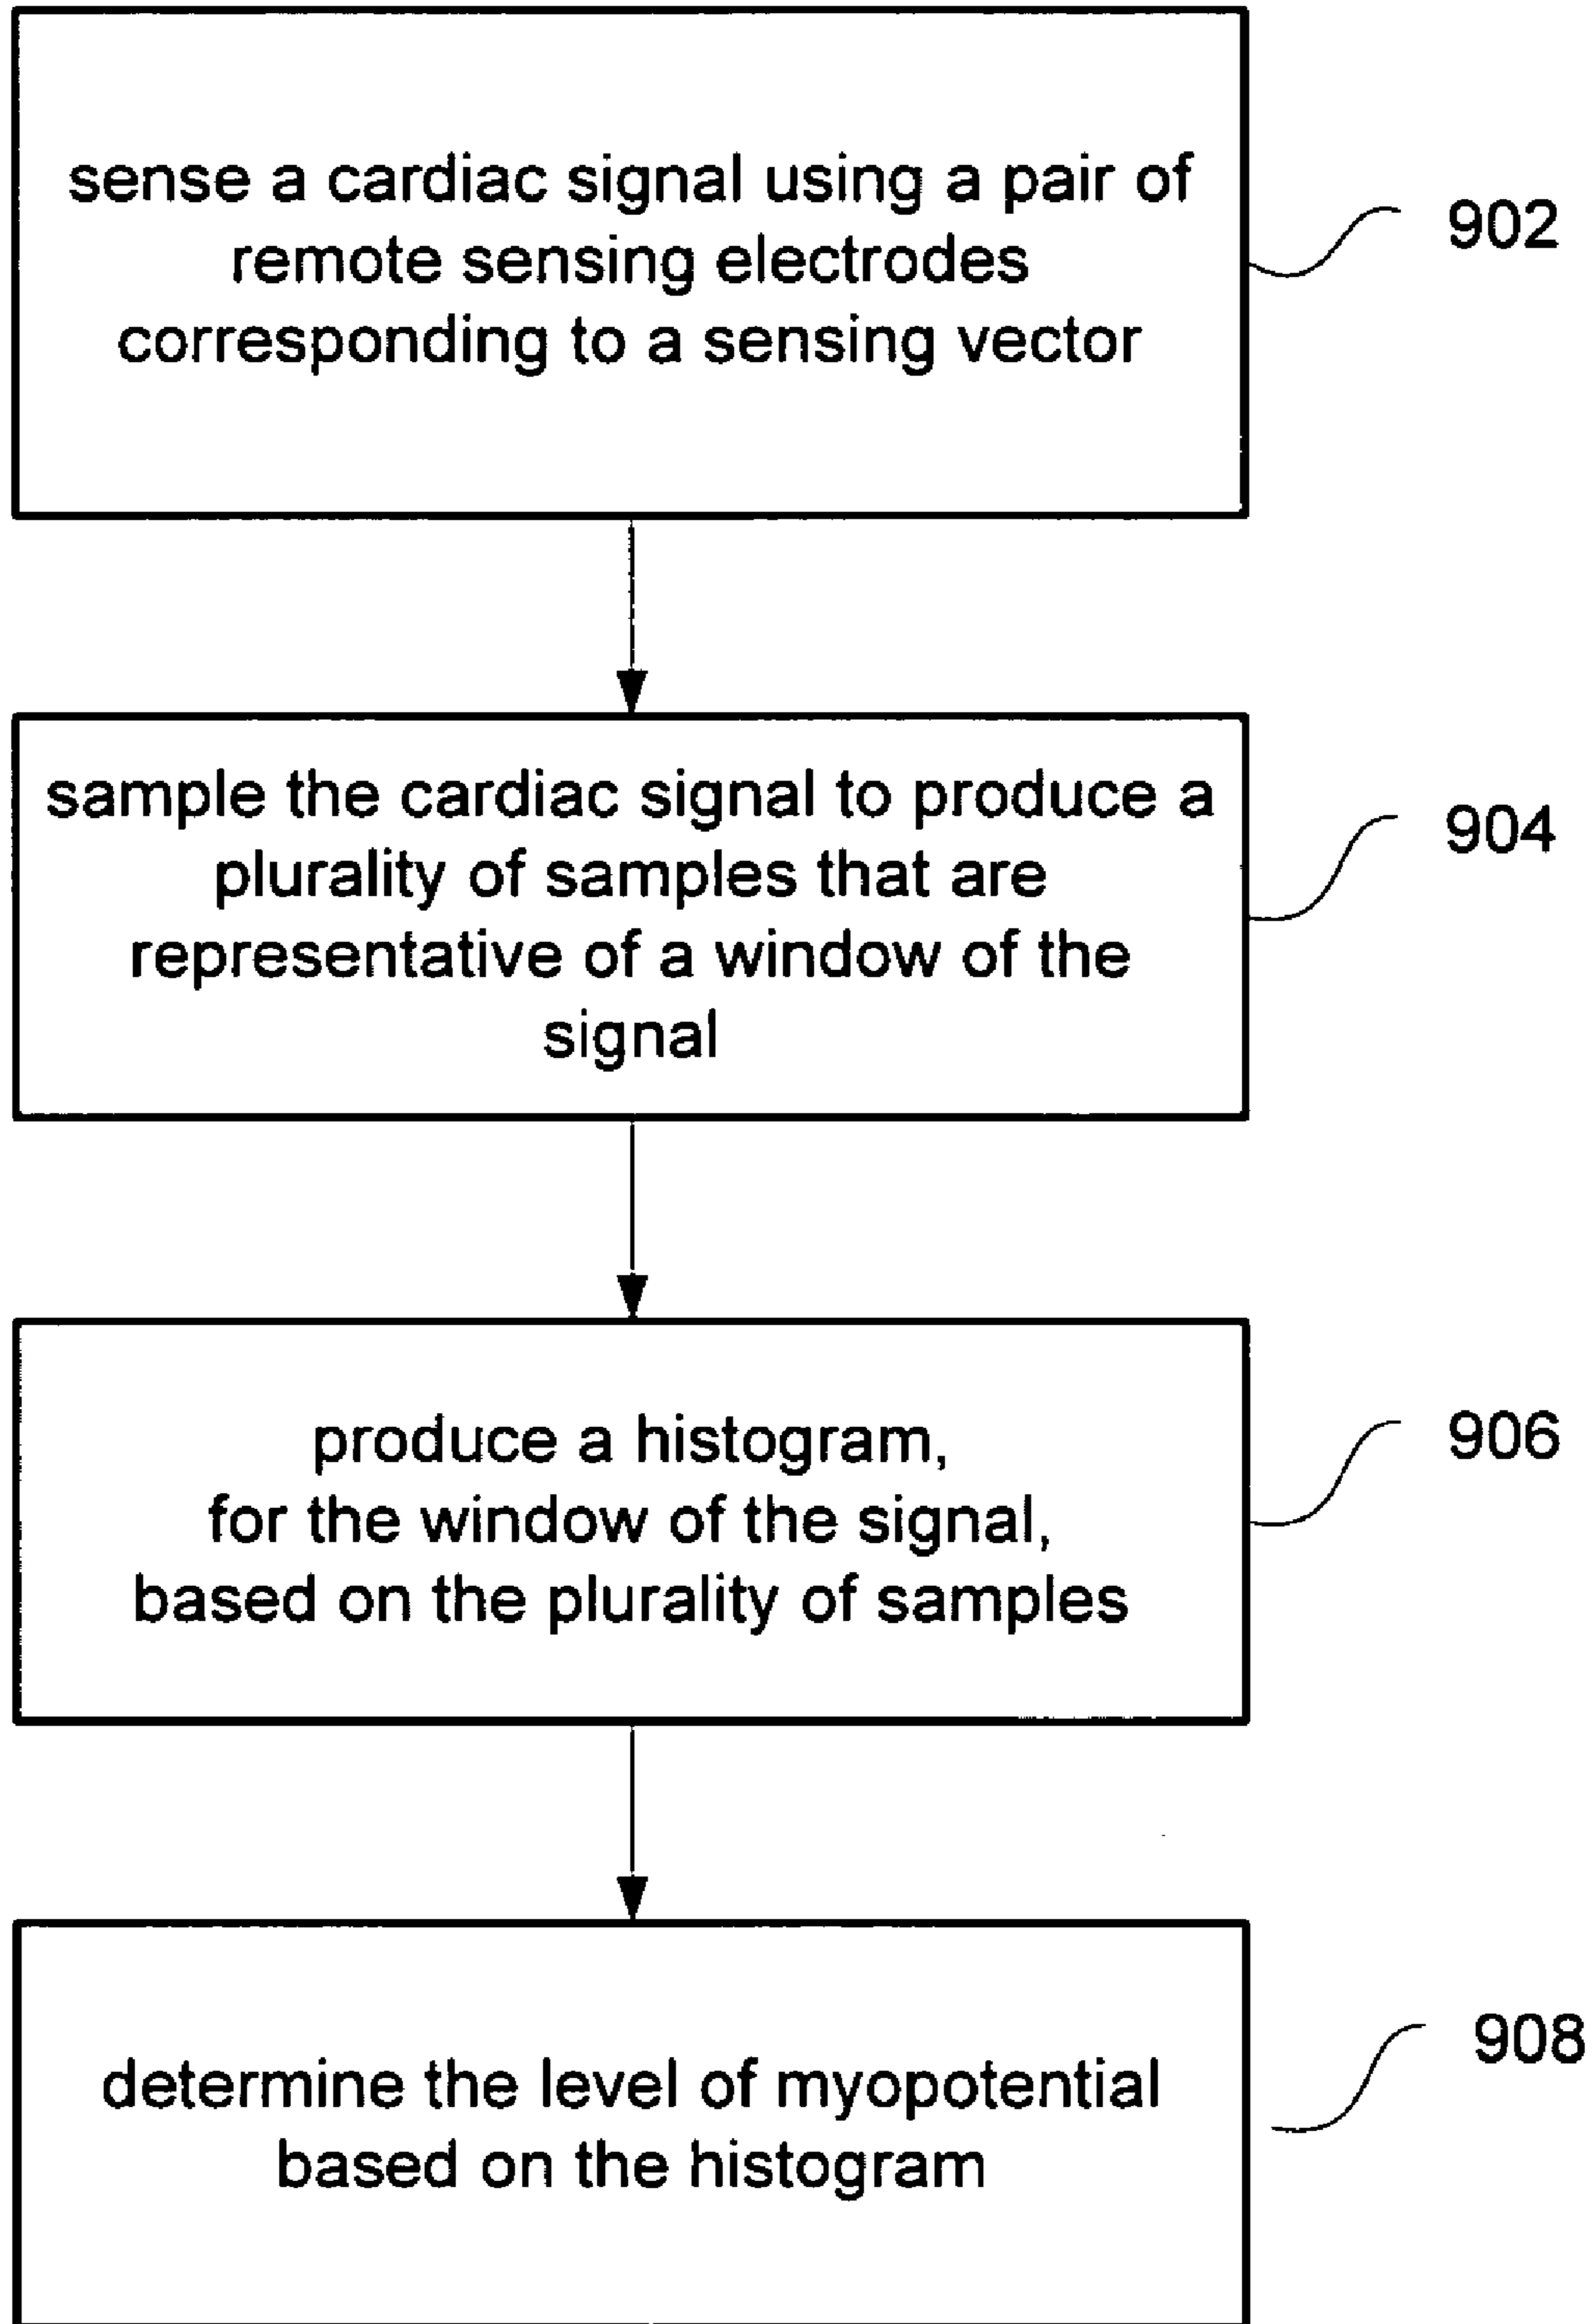 sense a cardiac signal using a pair of
remote sensing electrodes
corresponding to a sensing vector
902
sample the cardiac signal to produce a
plurality of samples that are
representative of a window of the
signal
904
produce a histogram,
for the window of the signal,
based on the plurality of samples
906
determine the level of myopotential
based on the histogram
908